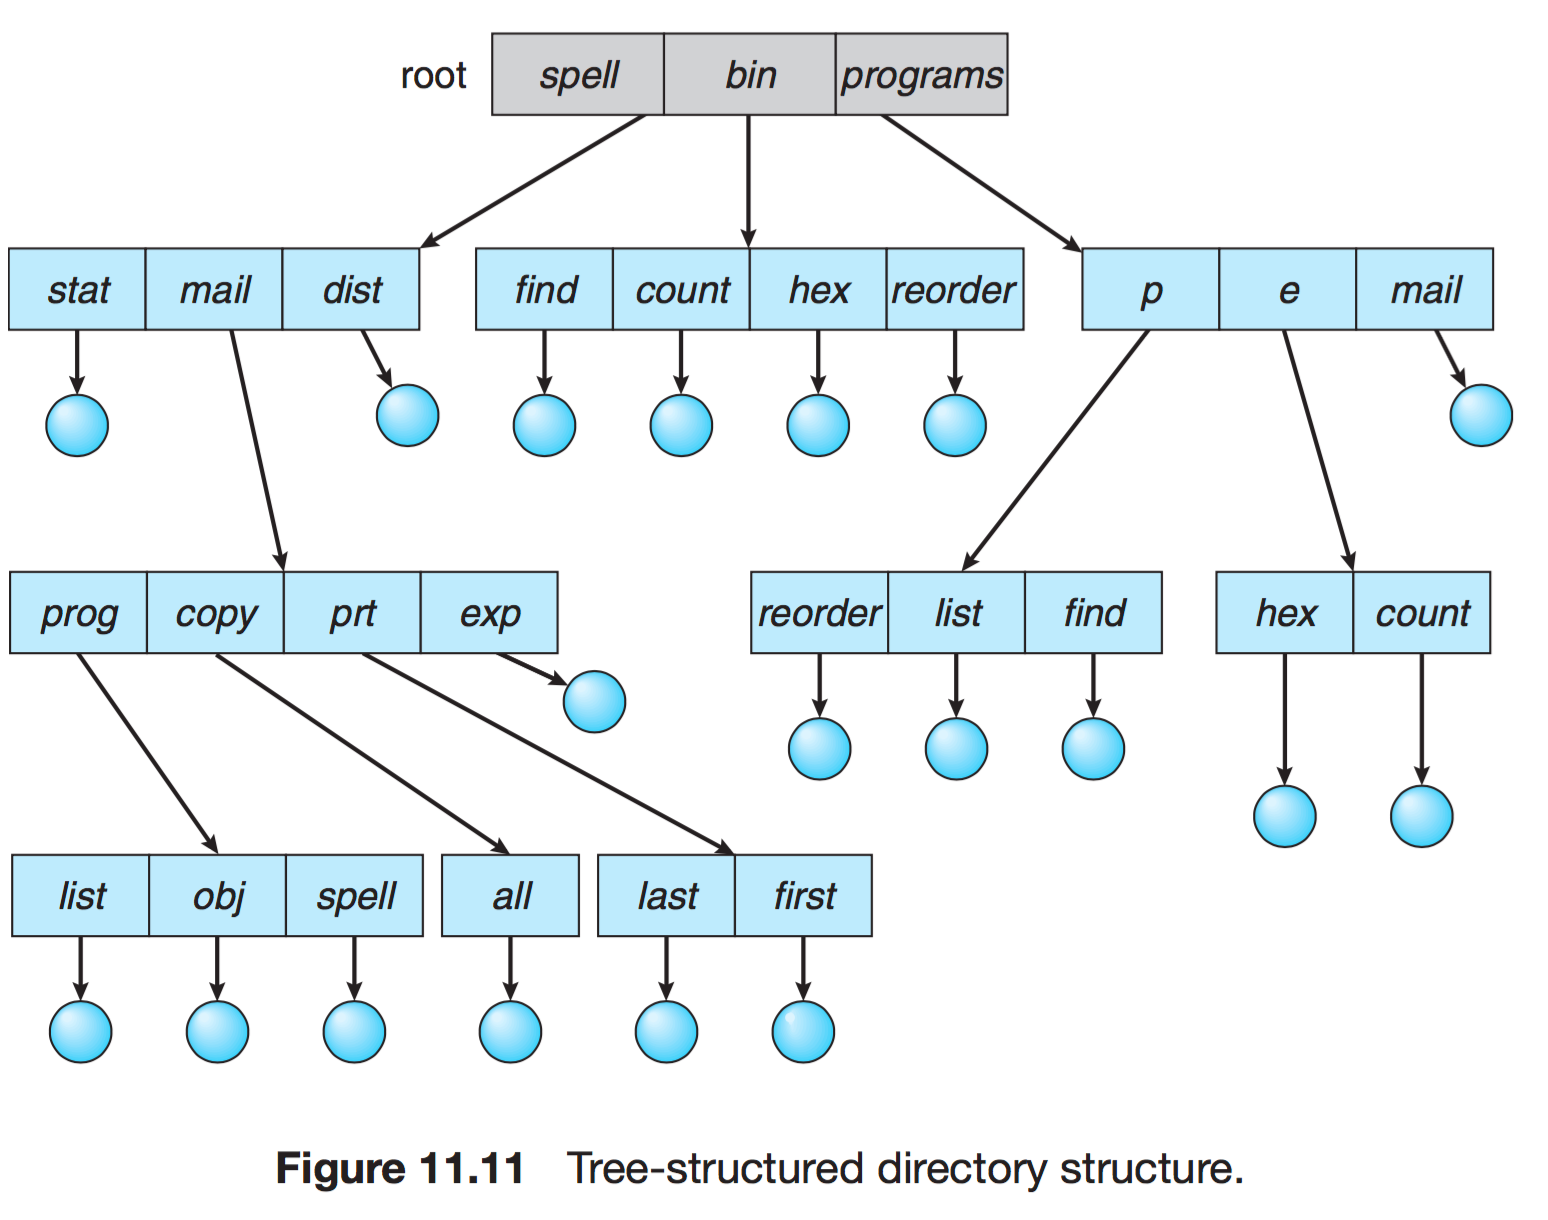 root spell bin programs
stat mail dist find count hex reorder p e mail
prog copy prt exp reorder list find hex count
list obj spell all last first
Figure 11.11 Tree-structured directory structure.